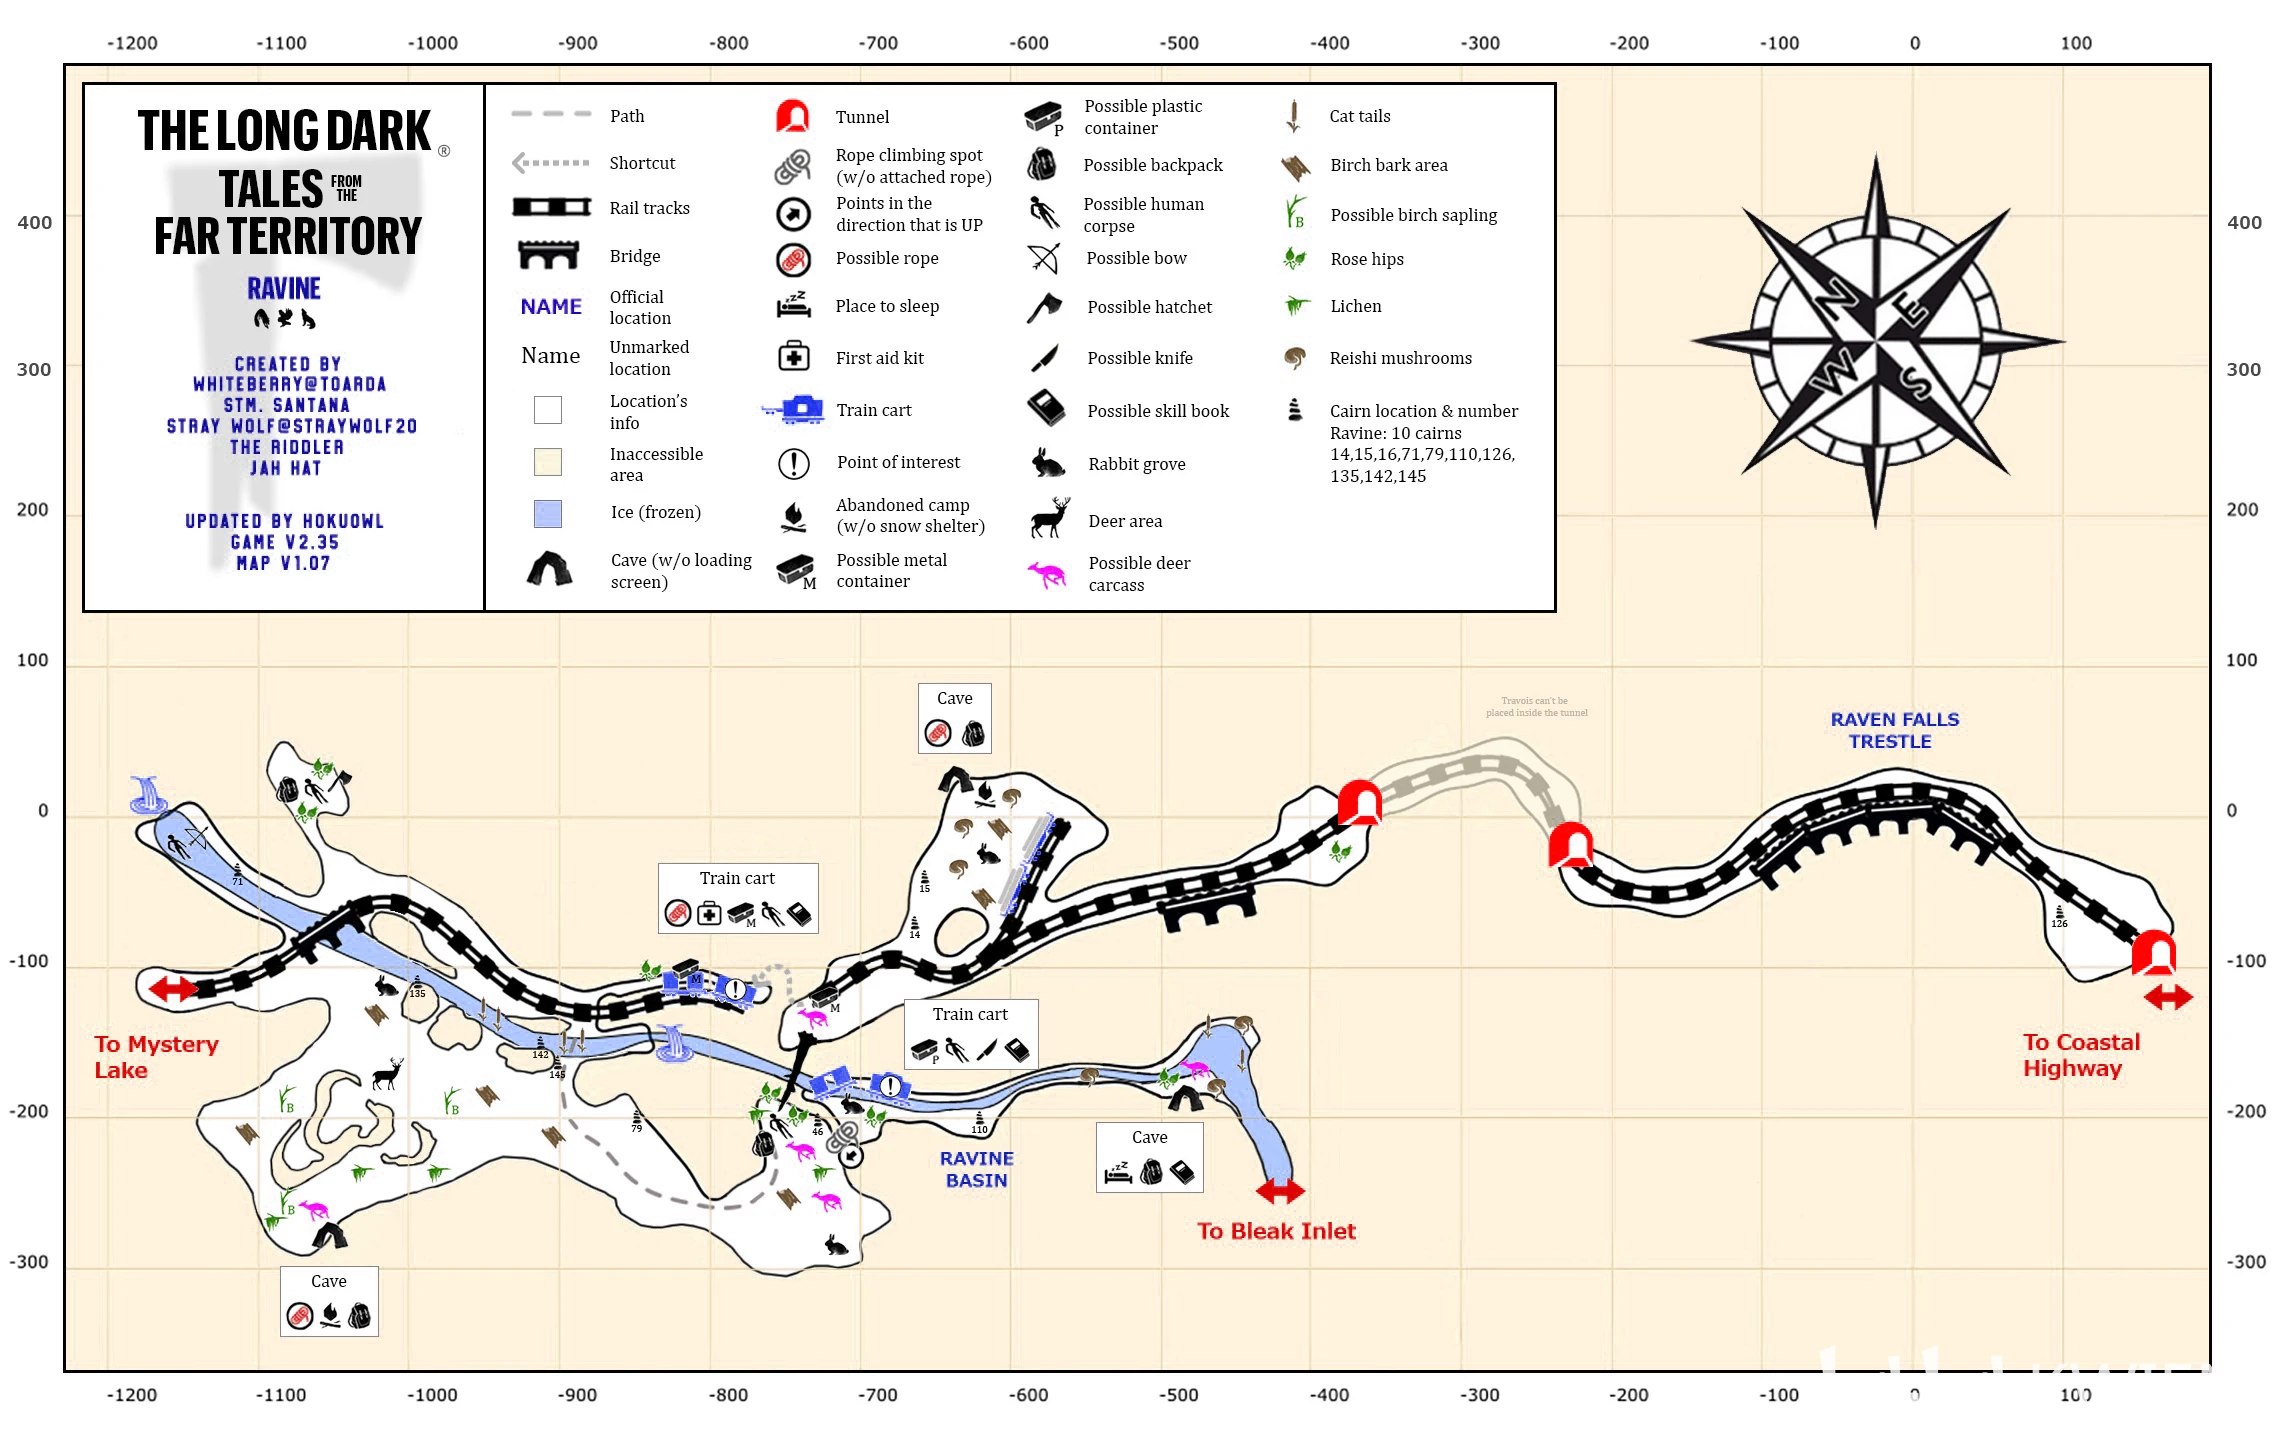 -1200 -1100 -1000 -900 -800 -700 -600 -500 -400 -300 -200 -100 0 100
THE LONG DARK ®
TALES FROM THE
FAR TERRITORY
RAVINE
CREATED BY
WHITEBERRY@TOARDA
STM. SANTANA
STRAY WOLF@STRAYWOLF20
THE RIDDLER
JAH HAT
UPDATED BY HOKUOWL
GAME V2.35
MAP V1.07
Path
Shortcut
Rail tracks
Bridge
NAME Official
location
Name Unmarked
location
Location's
info
Inaccessible
area
Ice (frozen)
Cave (w/o loading
screen)
Tunnel
Rope climbing spot
(w/o attached rope)
Points in the
direction that is UP
Possible rope
Place to sleep
First aid kit
Train cart
Point of interest
Abandoned camp
(w/o snow shelter)
M Possible metal
container
P Possible plastic
container
Possible backpack
Possible human
corpse
Possible bow
Possible hatchet
Possible knife
Possible skill book
Rabbit grove
Deer area
Possible deer
carcass
Cat tails
Birch bark area
B Possible birch sapling
Rose hips
Lichen
Reishi mushrooms
Cairn location & number
Ravine: 10 cairns
14,15,16,71,79,110,126,
135,142,145
N E
W S
400 400
300 300
200 200
100 100
Cave
Travois can't be
placed inside the tunnel
RAVEN FALLS
TRESTLE
0 0
71
Train cart
M
15
14
126
-100 -100
135
M
M
Train cart
P
To Mystery
Lake
142
145
To Coastal
Highway
B
B
-200 -200
79
46
110
Cave
RAVINE
BASIN
B
To Bleak Inlet
-300 -300
Cave
-1200 -1100 -1000 -900 -800 -700 -600 -500 -400 -300 -200 -100 0 100